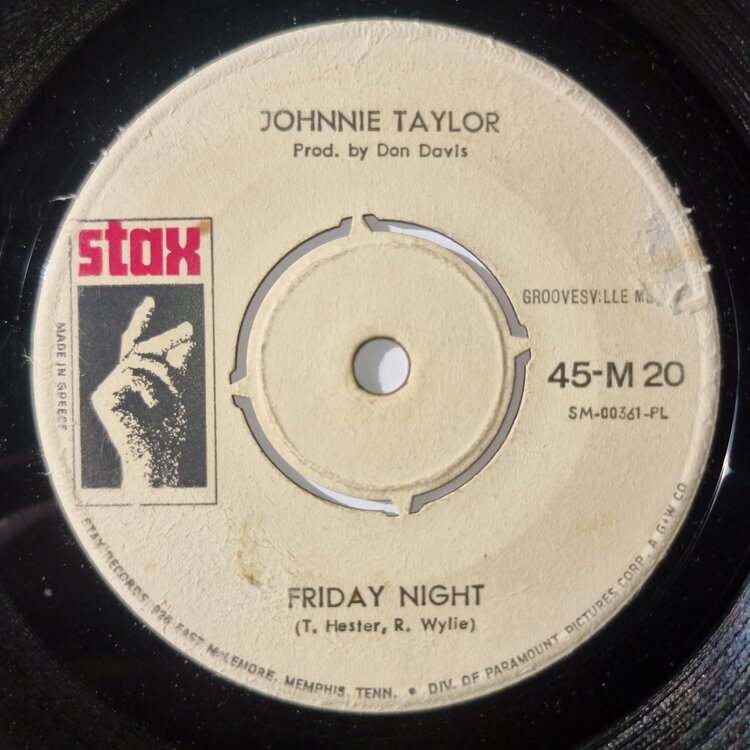 JOHNNIE TAYLOR
Prod. by Don Davis
stax
MADE IN GREECE
GROOVESVILLE
45-M 20
SM-00361-PL
FRIDAY NIGHT
(T. Hester, R. Wylie)
STAX RECORDS, 926 EAST McLEMORE, MEMPHIS, TENN. • DIV. OF PARAMOUNT PICTURES CORP. A G+W CO